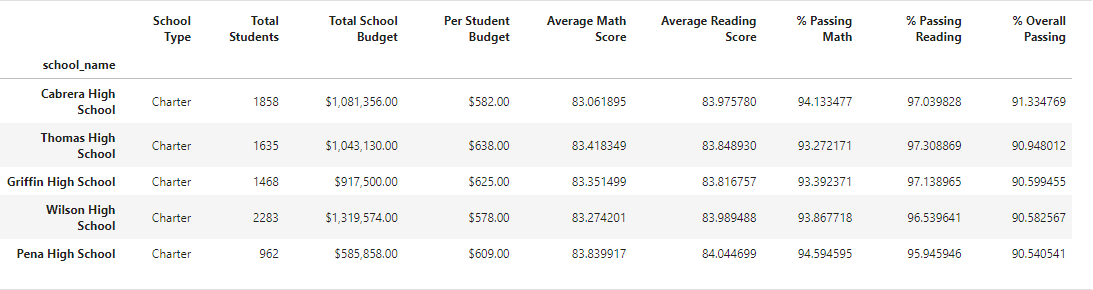 School Type Total Students Total School Budget Per Student Budget Average Math Score Average Reading Score % Passing Math % Passing Reading % Overall Passing
school_name
Cabrera High School Charter 1858 $1,081,356.00 $582.00 83.061895 83.975780 94.133477 97.039828 91.334769
Thomas High School Charter 1635 $1,043,130.00 $638.00 83.418349 83.848930 93.272171 97.308869 90.948012
Griffin High School Charter 1468 $917,500.00 $625.00 83.351499 83.816757 93.392371 97.138965 90.599455
Wilson High School Charter 2283 $1,319,574.00 $578.00 83.274201 83.989488 93.867718 96.539641 90.582567
Pena High School Charter 962 $585,858.00 $609.00 83.839917 84.044699 94.594595 95.945946 90.540541